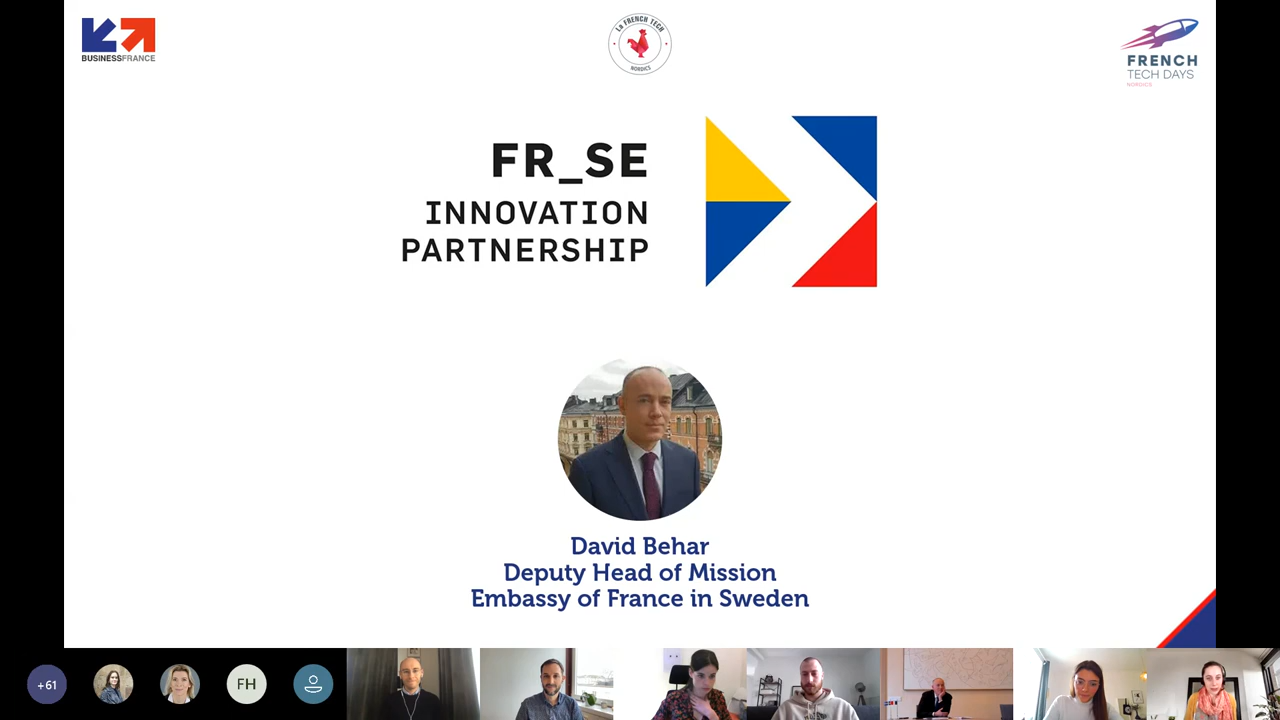 BUSINESSFRANCE
La FRENCH TECH
NORDICS
FRENCH
TECH DAYS
NORDICS
FR_SE
INNOVATION
PARTNERSHIP
David Behar
Deputy Head of Mission
Embassy of France in Sweden
+61
FH